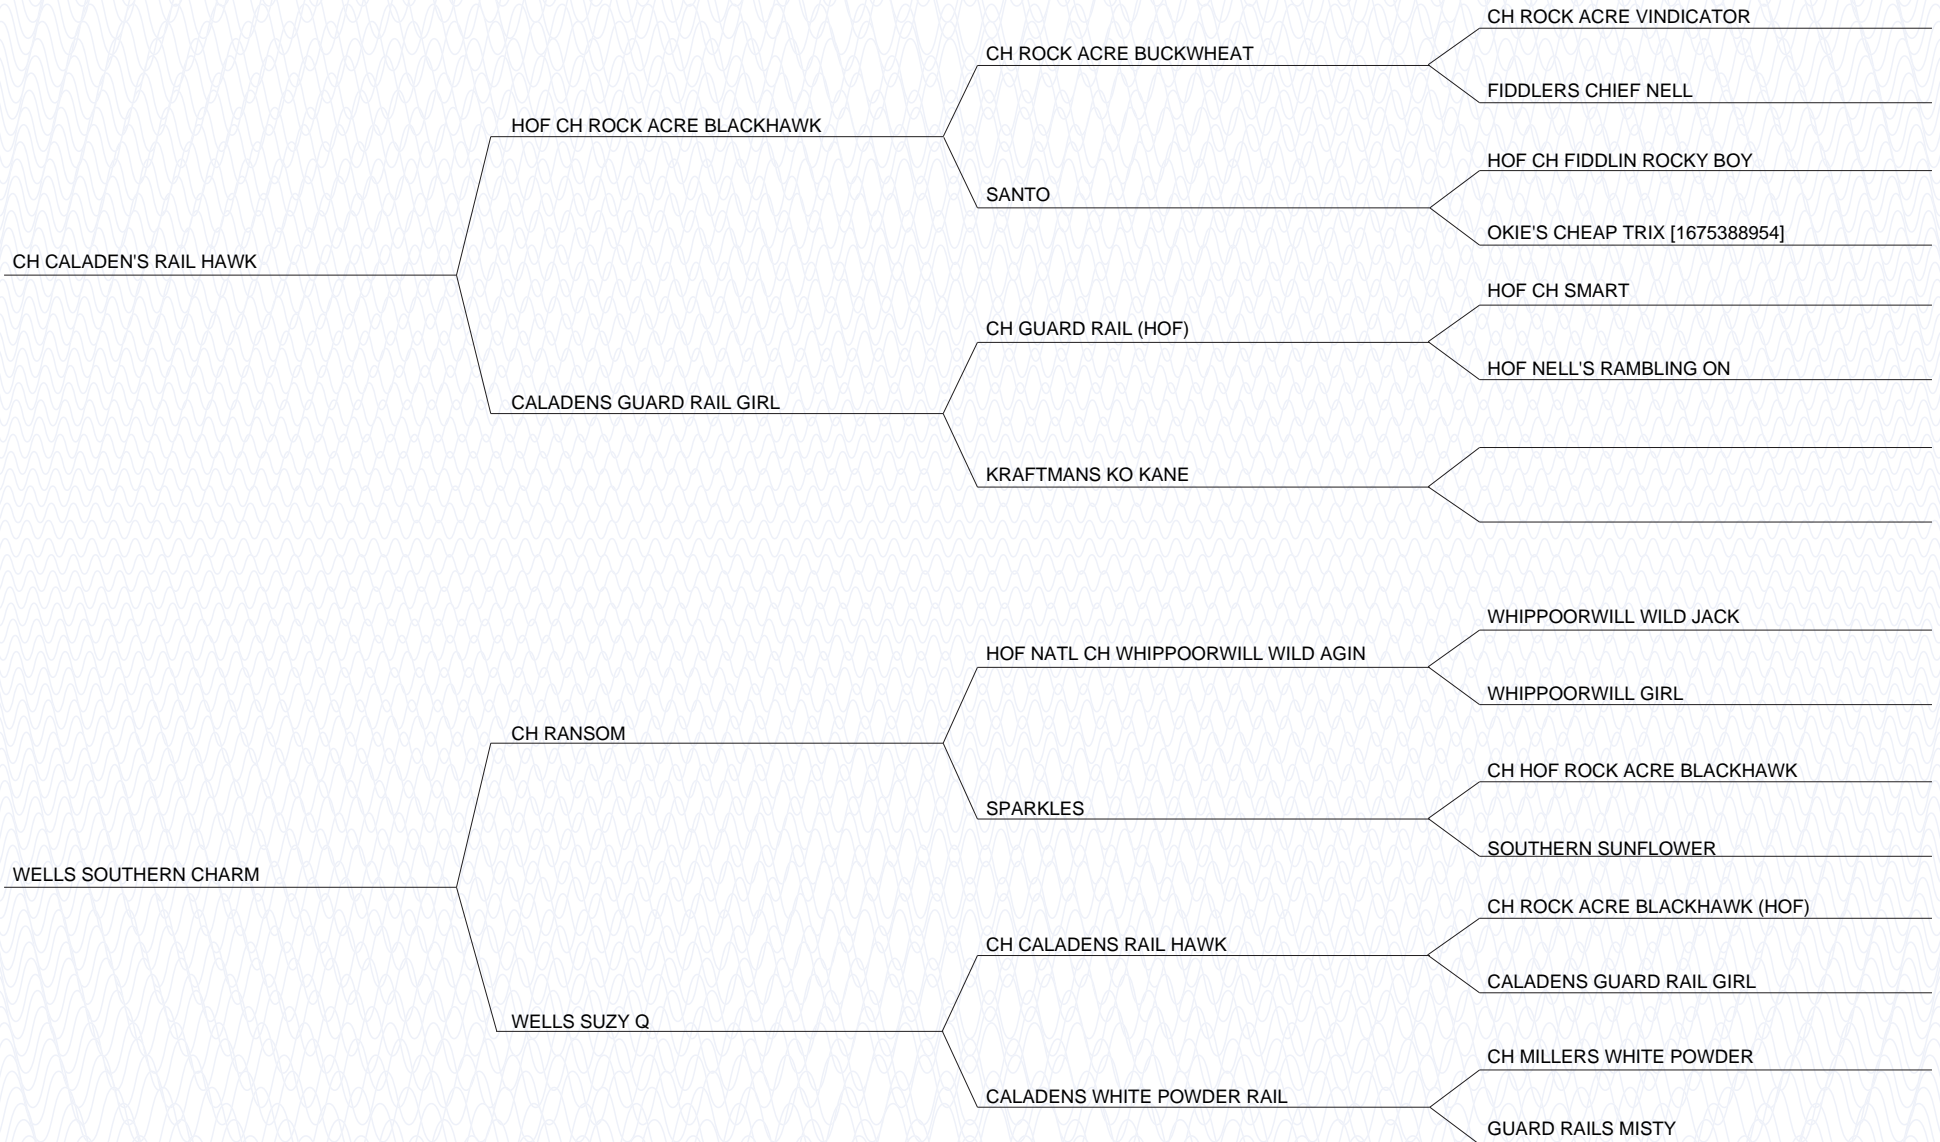 CH ROCK ACRE VINDICATOR
CH ROCK ACRE BUCKWHEAT
FIDDLERS CHIEF NELL
HOF CH ROCK ACRE BLACKHAWK
HOF CH FIDDLIN ROCKY BOY
SANTO
OKIE'S CHEAP TRIX [1675388954]
CH CALADEN'S RAIL HAWK
HOF CH SMART
CH GUARD RAIL (HOF)
HOF NELL'S RAMBLING ON
CALADENS GUARD RAIL GIRL
KRAFTMANS KO KANE
WHIPPOORWILL WILD JACK
HOF NATL CH WHIPPOORWILL WILD AGIN
WHIPPOORWILL GIRL
CH RANSOM
CH HOF ROCK ACRE BLACKHAWK
SPARKLES
SOUTHERN SUNFLOWER
WELLS SOUTHERN CHARM
CH ROCK ACRE BLACKHAWK (HOF)
CH CALADENS RAIL HAWK
CALADENS GUARD RAIL GIRL
WELLS SUZY Q
CH MILLERS WHITE POWDER
CALADENS WHITE POWDER RAIL
GUARD RAILS MISTY